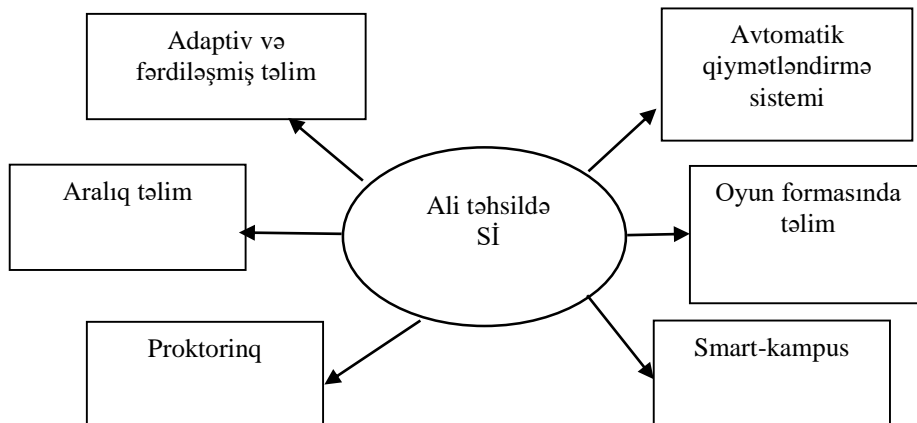 Adaptiv və
fərdiləşmiş təlim
Avtomatik
qiymətləndirmə
sistemi
Aralıq təlim
Ali təhsildə
Sİ
Oyun formasında
təlim
Proktorinq
Smart-kampus